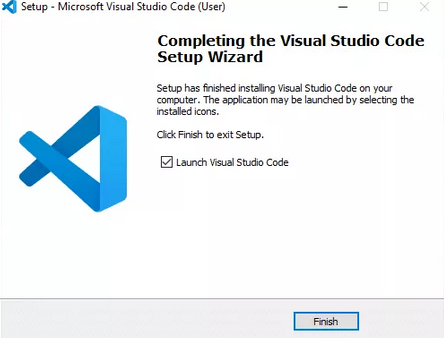 Setup - Microsoft Visual Studio Code (User)
Completing the Visual Studio Code
Setup Wizard
Setup has finished installing Visual Studio Code on your
computer. The application may be launched by selecting the
installed icons.
Click Finish to exit Setup.
Launch Visual Studio Code
Finish